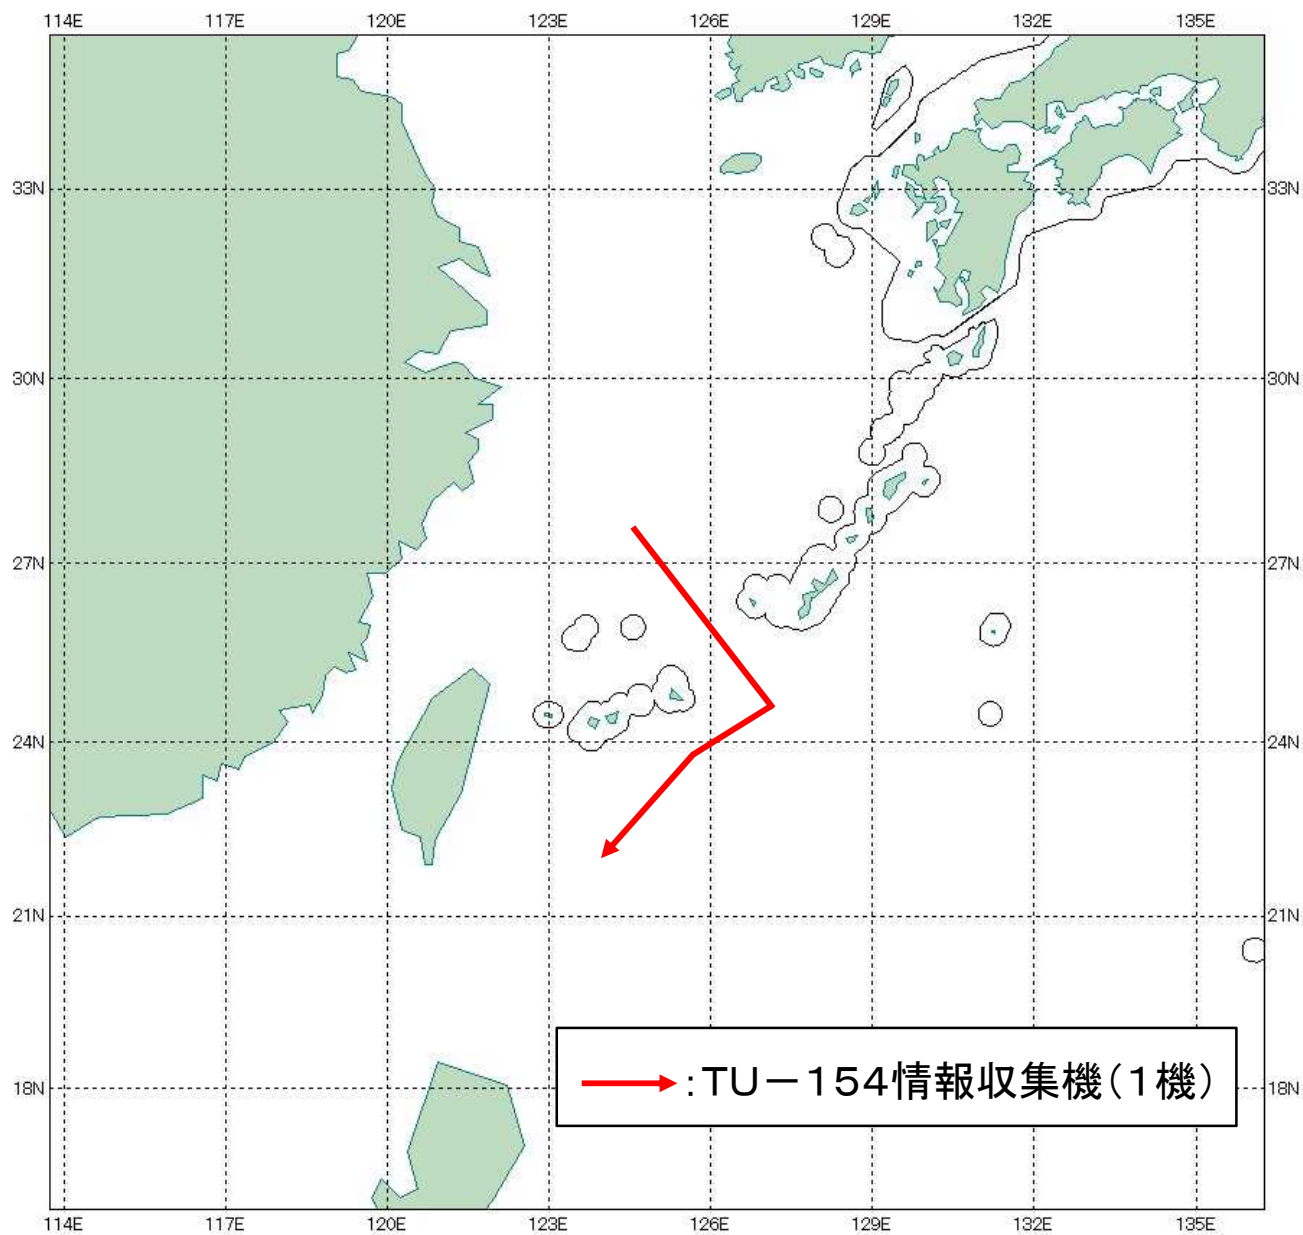 114E 117E 120E 123E 126E 129E 132E 135E
33N 33N
30N 30N
27N 27N
24N 24N
21N 21N
:TU－154情報収集機(1機)
18N 18N
114E 117E 120E 123E 126E 129E 132E 135E